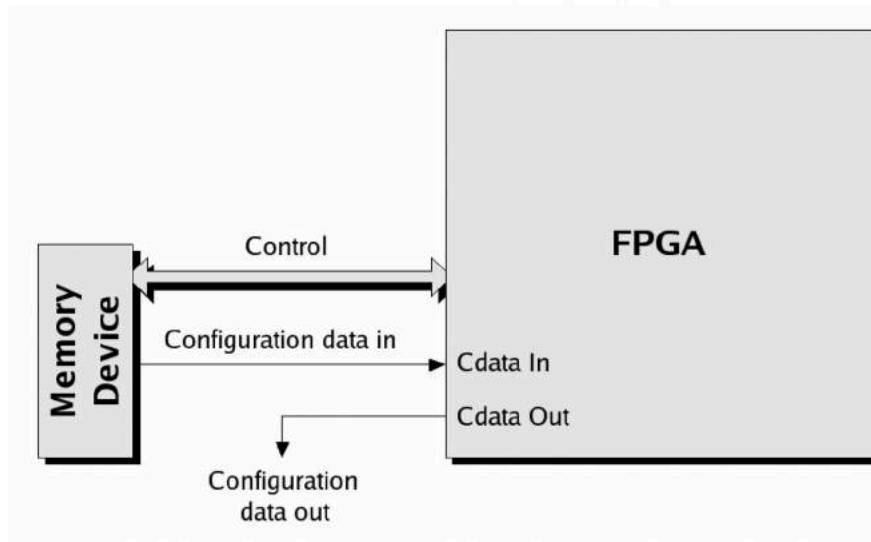 Control
FPGA
Memory
Device
Configuration data in
Cdata In
Cdata Out
Configuration
data out